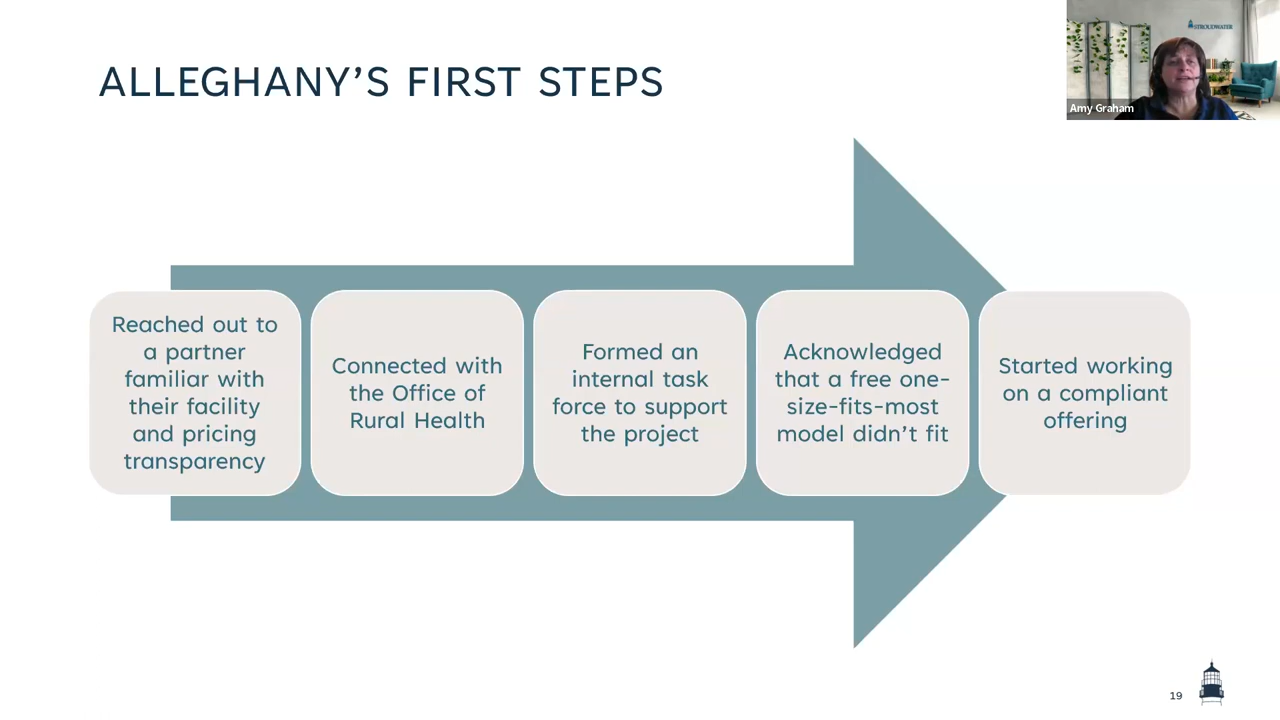 ALLEGHANY’S FIRST STEPS
STROUDWATER
Amy Graham
Reached out to
a partner
familiar with
their facility
and pricing
transparency
Connected with
the Office of
Rural Health
Formed an
internal task
force to support
the project
Acknowledged
that a free one-
size-fits-most
model didn’t fit
Started working
on a compliant
offering
19